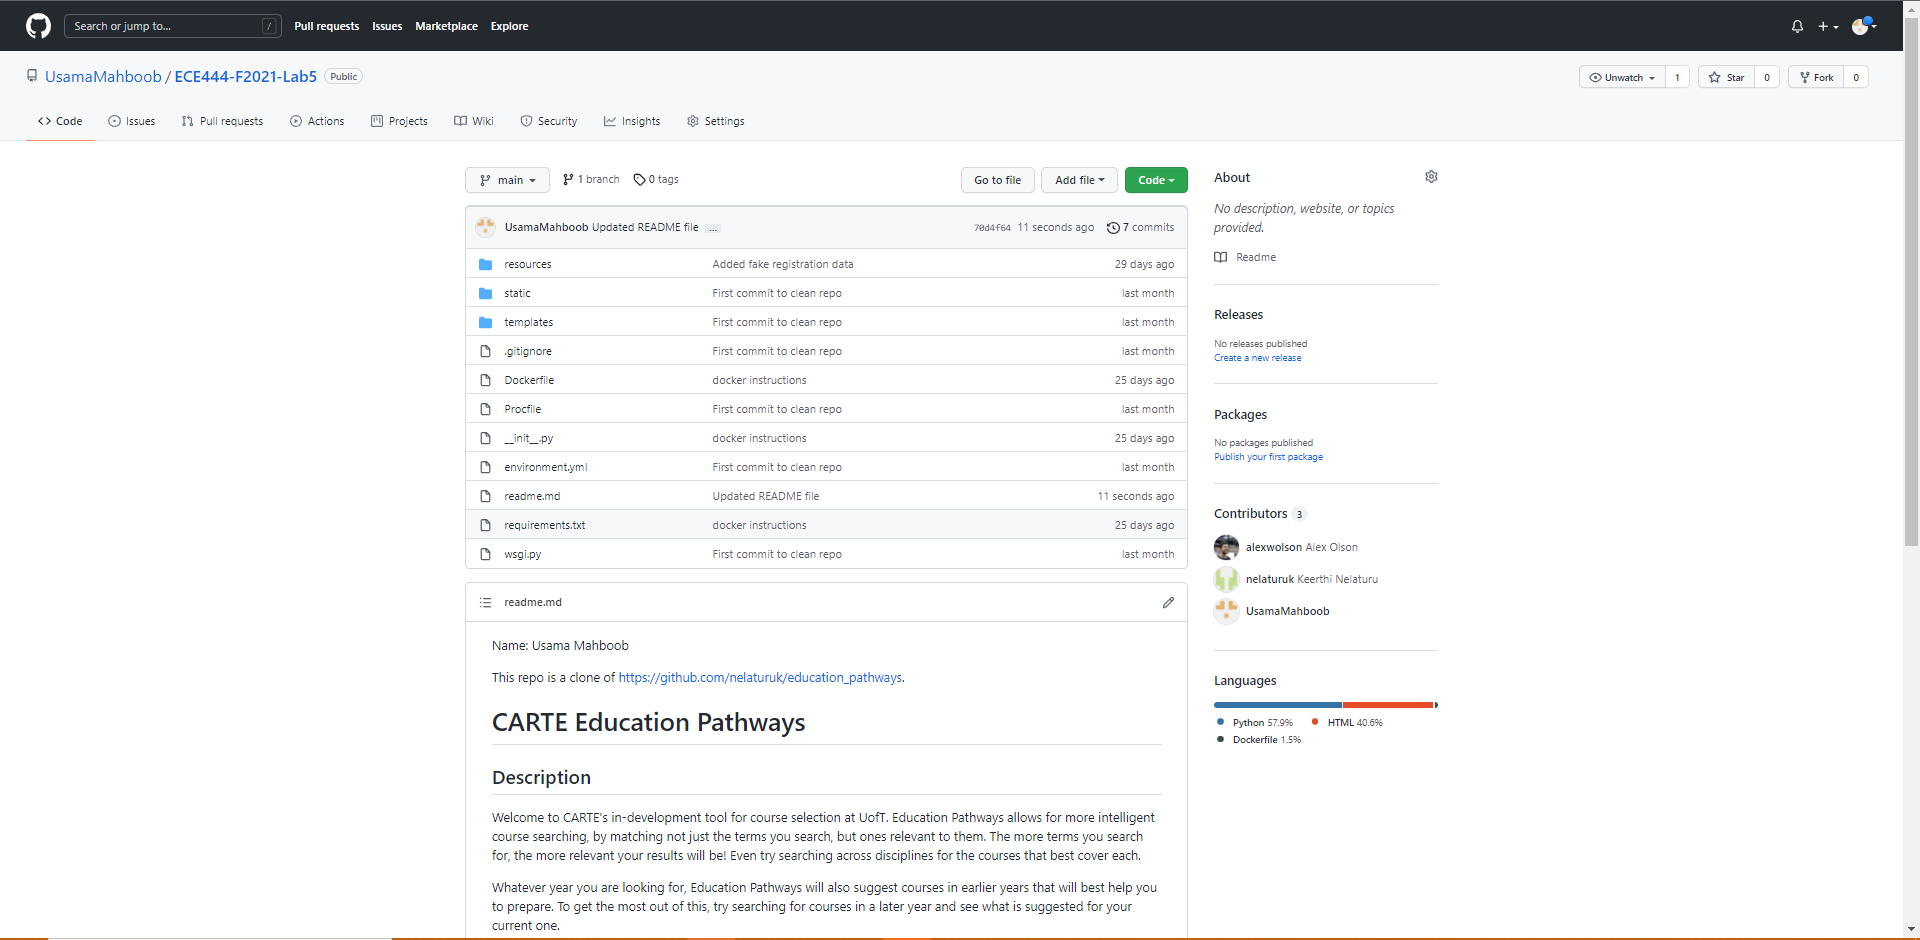 Search or jump to... /
Pull requests Issues Marketplace Explore
UsamaMahboob / ECE444-F2021-Lab5 Public
Unwatch 1 Star 0 Fork 0
Code Issues Pull requests Actions Projects Wiki Security Insights Settings
main 1 branch 0 tags
Go to file Add file Code
UsamaMahboob Updated README file ... 70d4f64 11 seconds ago 7 commits
resources Added fake registration data 29 days ago
static First commit to clean repo last month
templates First commit to clean repo last month
.gitignore First commit to clean repo last month
Dockerfile docker instructions 25 days ago
Procfile First commit to clean repo last month
__init__.py docker instructions 25 days ago
environment.yml First commit to clean repo last month
readme.md Updated README file 11 seconds ago
requirements.txt docker instructions 25 days ago
wsgi.py First commit to clean repo last month
readme.md
Name: Usama Mahboob
This repo is a clone of https://github.com/nelaturuk/education_pathways.
CARTE Education Pathways
Description
Welcome to CARTE's in-development tool for course selection at UofT. Education Pathways allows for more intelligent
course searching, by matching not just the terms you search, but ones relevant to them. The more terms you search
for, the more relevant your results will be! Even try searching across disciplines for the courses that best cover each.
Whatever year you are looking for, Education Pathways will also suggest courses in earlier years that will best help you
to prepare. To get the most out of this, try searching for courses in a later year and see what is suggested for your
current one.
About
No description, website, or topics
provided.
Readme
Releases
No releases published
Create a new release
Packages
No packages published
Publish your first package
Contributors 3
alexwolson Alex Olson
nelaturuk Keerthi Nelaturu
UsamaMahboob
Languages
Python 57.9% HTML 40.6%
Dockerfile 1.5%